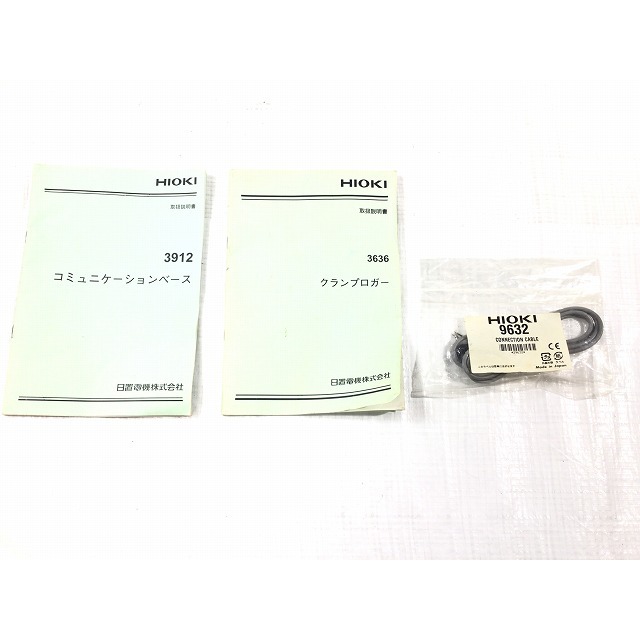 HIOKI
取扱説明書
3912
コミュニケーションベース
日置電機株式会社
HIOKI
取扱説明書
3636
クランプロガー
日置電機株式会社
HIOKI
9632
CONNECTION CABLE
CE
Made in Japan